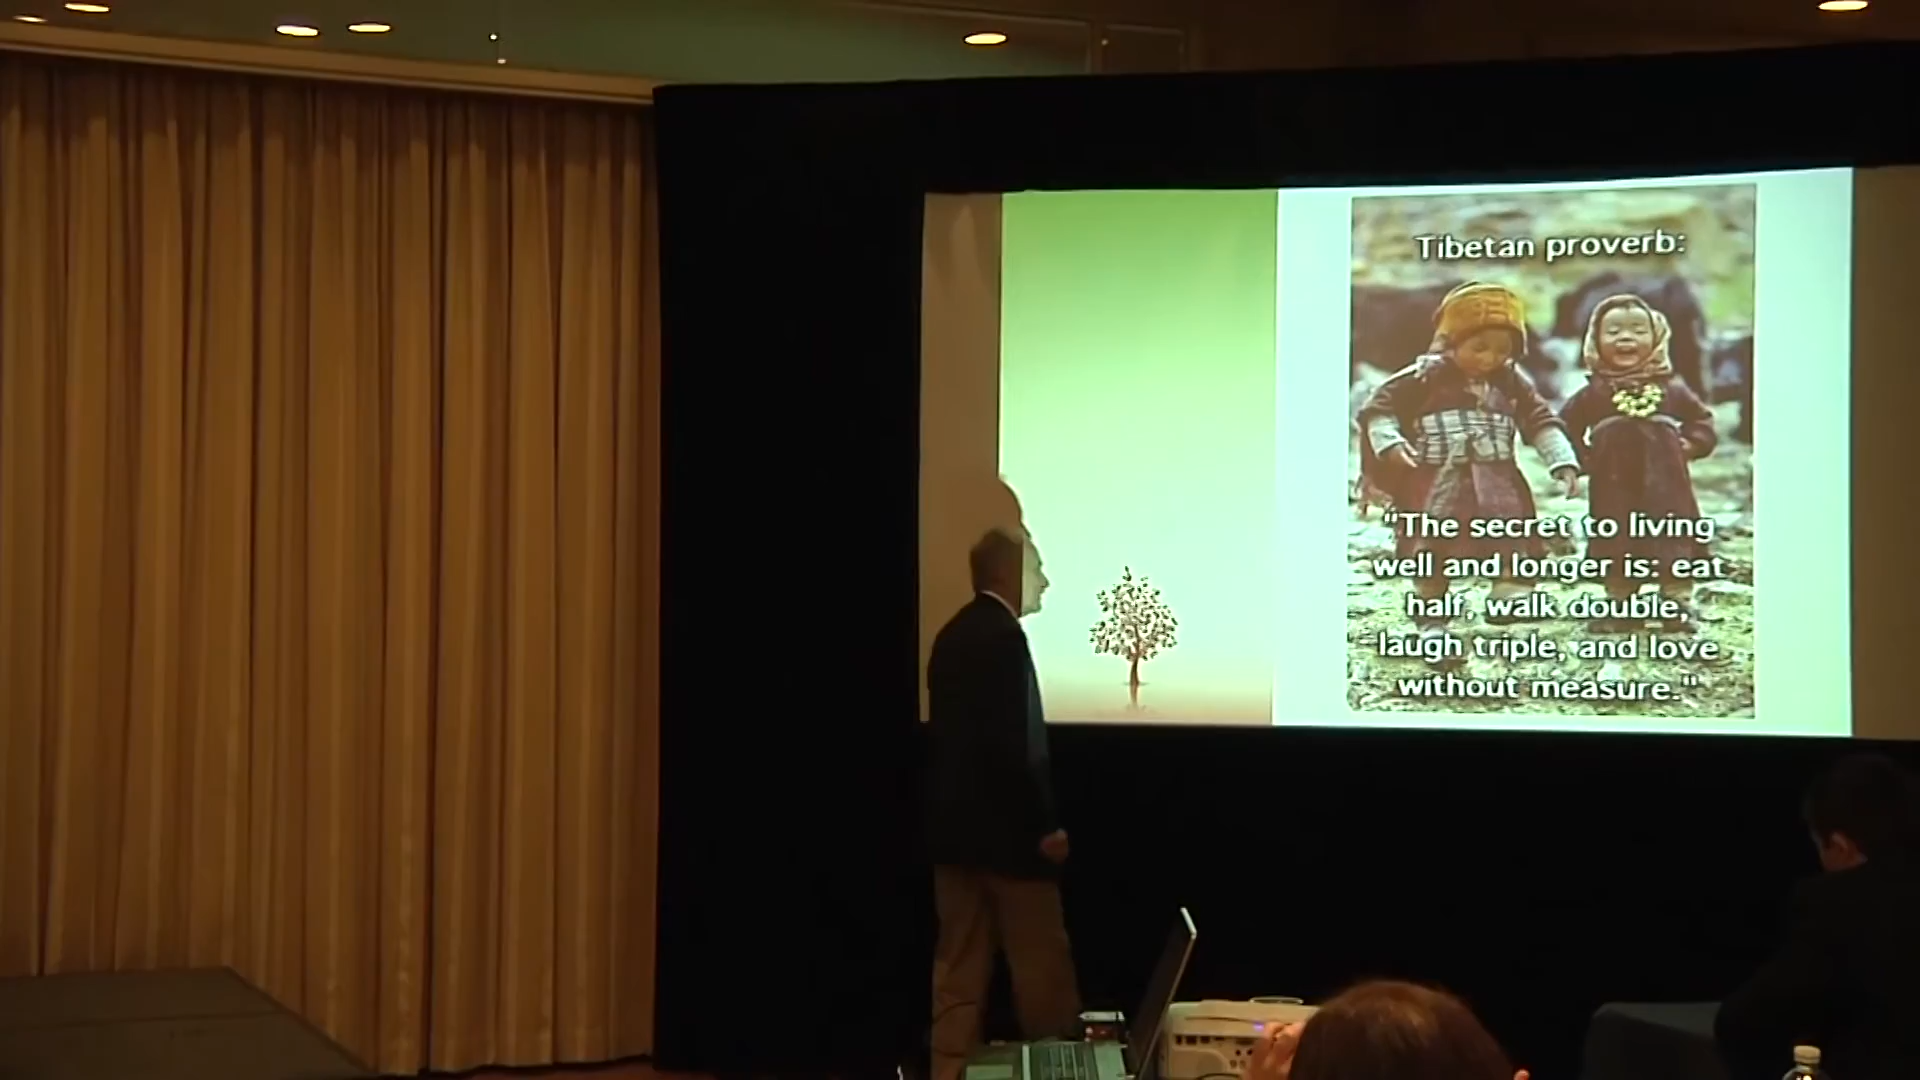 Tibetan proverb:
"The secret to living
well and longer is: eat
half, walk double,
laugh triple, and love
without measure."